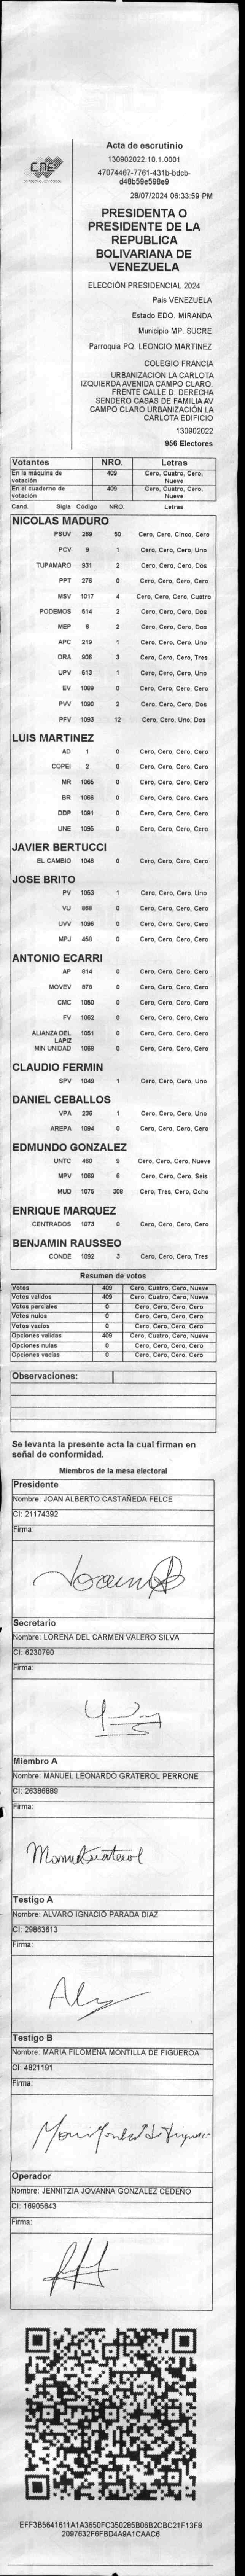 CNE
Acta de escrutinio
130902022.10.1.0001
47074467-7761-431b-bdcb-
d48b59e598e9
28/07/2024 06:33:59 PM
PRESIDENTA O
PRESIDENTE DE LA
REPUBLICA
BOLIVARIANA DE
VENEZUELA
ELECCIÓN PRESIDENCIAL 2024
País VENEZUELA
Estado EDO. MIRANDA
Municipio MP. SUCRE
Parroquia PQ. LEONCIO MARTINEZ
COLEGIO FRANCIA
URBANIZACION LA CARLOTA
IZQUIERDA AVENIDA CAMPO CLARO.
FRENTE CALLE D. DERECHA
SENDERO CASAS DE FAMILIA AV
CAMPO CLARO URBANIZACIÓN LA
CARLOTA EDIFICIO
130902022
956 Electores
Votantes NRO. Letras
En la máquina de votación 409 Cero, Cuatro, Cero, Nueve
En el cuaderno de votación 409 Cero, Cuatro, Cero, Nueve
Cand. Sigla Código NRO. Letras
NICOLAS MADURO
PSUV 269 50 Cero, Cero, Cinco, Cero
PCV 9 1 Cero, Cero, Cero, Uno
TUPAMARO 931 2 Cero, Cero, Cero, Dos
PPT 276 0 Cero, Cero, Cero, Cero
MSV 1017 4 Cero, Cero, Cero, Cuatro
PODEMOS 514 2 Cero, Cero, Cero, Dos
MEP 6 2 Cero, Cero, Cero, Dos
APC 219 1 Cero, Cero, Cero, Uno
ORA 906 3 Cero, Cero, Cero, Tres
UPV 513 1 Cero, Cero, Cero, Uno
EV 1089 0 Cero, Cero, Cero, Cero
PVV 1090 2 Cero, Cero, Cero, Dos
PFV 1093 12 Cero, Cero, Uno, Dos
LUIS MARTINEZ
AD 1 0 Cero, Cero, Cero, Cero
COPEI 2 0 Cero, Cero, Cero, Cero
MR 1065 0 Cero, Cero, Cero, Cero
BR 1066 0 Cero, Cero, Cero, Cero
DDP 1091 0 Cero, Cero, Cero, Cero
UNE 1095 0 Cero, Cero, Cero, Cero
JAVIER BERTUCCI
EL CAMBIO 1048 0 Cero, Cero, Cero, Cero
JOSE BRITO
PV 1053 1 Cero, Cero, Cero, Uno
VU 968 0 Cero, Cero, Cero, Cero
UVV 1096 0 Cero, Cero, Cero, Cero
MPJ 459 0 Cero, Cero, Cero, Cero
ANTONIO ECARRI
AP 814 0 Cero, Cero, Cero, Cero
MOVEV 878 0 Cero, Cero, Cero, Cero
CMC 1050 0 Cero, Cero, Cero, Cero
FV 1062 0 Cero, Cero, Cero, Cero
ALIANZA DEL LAPIZ 1051 0 Cero, Cero, Cero, Cero
MIN UNIDAD 1068 0 Cero, Cero, Cero, Cero
CLAUDIO FERMIN
SPV 1049 1 Cero, Cero, Cero, Uno
DANIEL CEBALLOS
VPA 236 1 Cero, Cero, Cero, Uno
AREPA 1094 0 Cero, Cero, Cero, Cero
EDMUNDO GONZALEZ
UNTC 460 9 Cero, Cero, Cero, Nueve
MPV 1069 6 Cero, Cero, Cero, Seis
MUD 1075 308 Cero, Tres, Cero, Ocho
ENRIQUE MARQUEZ
CENTRADOS 1073 0 Cero, Cero, Cero, Cero
BENJAMIN RAUSSEO
CONDE 1092 3 Cero, Cero, Cero, Tres
Resumen de votos
Votos 409 Cero, Cuatro, Cero, Nueve
Votos validos 409 Cero, Cuatro, Cero, Nueve
Votos parciales 0 Cero, Cero, Cero, Cero
Votos nulos 0 Cero, Cero, Cero, Cero
Votos vacíos 0 Cero, Cero, Cero, Cero
Opciones validas 409 Cero, Cuatro, Cero, Nueve
Opciones nulas 0 Cero, Cero, Cero, Cero
Opciones vacías 0 Cero, Cero, Cero, Cero
Observaciones:
Se levanta la presente acta la cual firman en
señal de conformidad.
Miembros de la mesa electoral
Presidente
Nombre: JOAN ALBERTO CASTAÑEDA FELCE
CI: 21174392
Firma:
Secretario
Nombre: LORENA DEL CARMEN VALERO SILVA
CI: 6230790
Firma:
Miembro A
Nombre: MANUEL LEONARDO GRATEROL PERRONE
CI: 26386889
Firma:
Testigo A
Nombre: ALVARO IGNACIO PARADA DIAZ
CI: 29863613
Firma:
Testigo B
Nombre: MARIA FILOMENA MONTILLA DE FIGUEROA
CI: 4821191
Firma:
Operador
Nombre: JENNITZIA JOVANNA GONZALEZ CEDEÑO
CI: 16905643
Firma:
EFF3B5641611A1A3650FC350285B06B2CBC21F13F8
2097632F6FBD4A9A1CAAC6